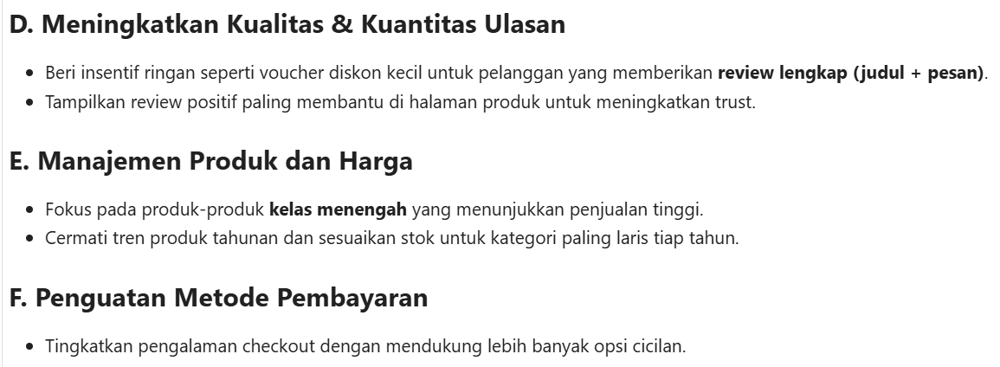 D. Meningkatkan Kualitas & Kuantitas Ulasan
• Beri insentif ringan seperti voucher diskon kecil untuk pelanggan yang memberikan review lengkap (judul + pesan).
• Tampilkan review positif paling membantu di halaman produk untuk meningkatkan trust.
E. Manajemen Produk dan Harga
• Fokus pada produk-produk kelas menengah yang menunjukkan penjualan tinggi.
• Cermati tren produk tahunan dan sesuaikan stok untuk kategori paling laris tiap tahun.
F. Penguatan Metode Pembayaran
• Tingkatkan pengalaman checkout dengan mendukung lebih banyak opsi cicilan.